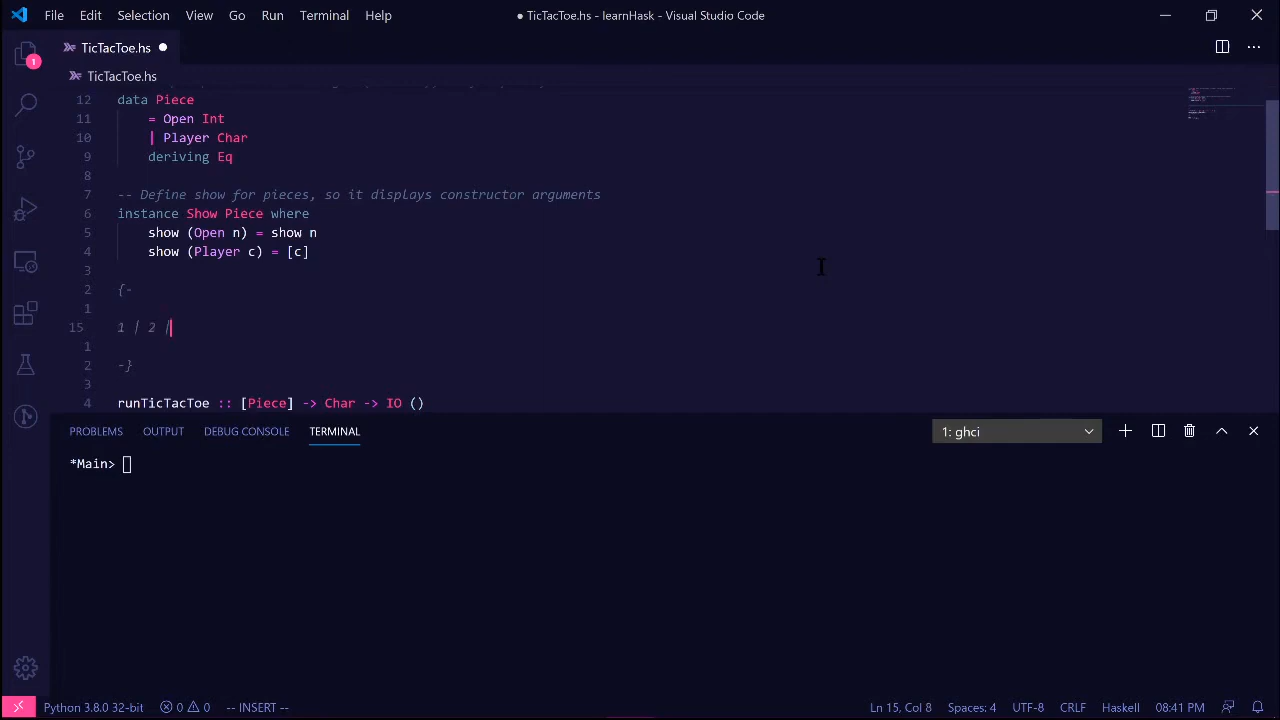 File Edit Selection View Go Run Terminal Help ● TicTacToe.hs - learnHask - Visual Studio Code
TicTacToe.hs ●
TicTacToe.hs
1
12 data Piece
11 = Open Int
10 | Player Char
9 deriving Eq
8
7 -- Define show for pieces, so it displays constructor arguments
6 instance Show Piece where
5 show (Open n) = show n
4 show (Player c) = [c]
3
2 {-
1
15 1 | 2 |
1
2 -}
3
4 runTicTacToe :: [Piece] -> Char -> IO ()
PROBLEMS OUTPUT DEBUG CONSOLE TERMINAL 1: ghci
*Main>
Python 3.8.0 32-bit 0 0 -- INSERT -- Ln 15, Col 8 Spaces: 4 UTF-8 CRLF Haskell 08:41 PM